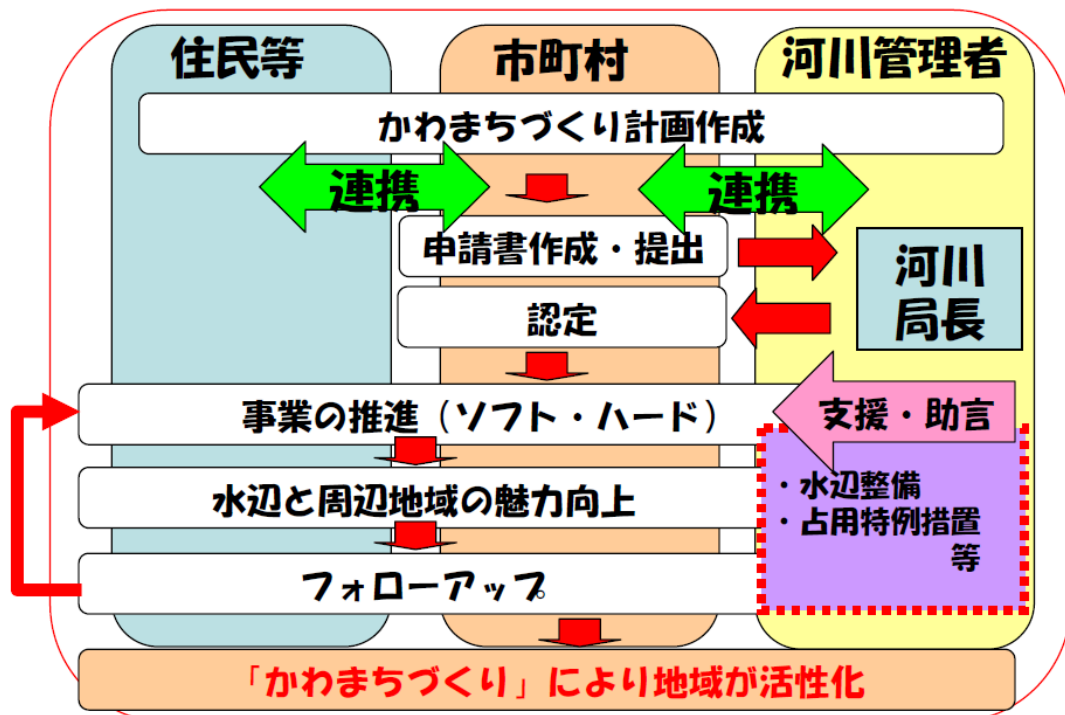 住民等
市町村
河川管理者
かわまちづくり計画作成
連携
連携
申請書作成・提出
河川
局長
認定
事業の推進（ソフト・ハード）
支援・助言
水辺と周辺地域の魅力向上
・水辺整備
・占用特例措置
等
フォローアップ。
「かわまちづくり」により地域が活性化